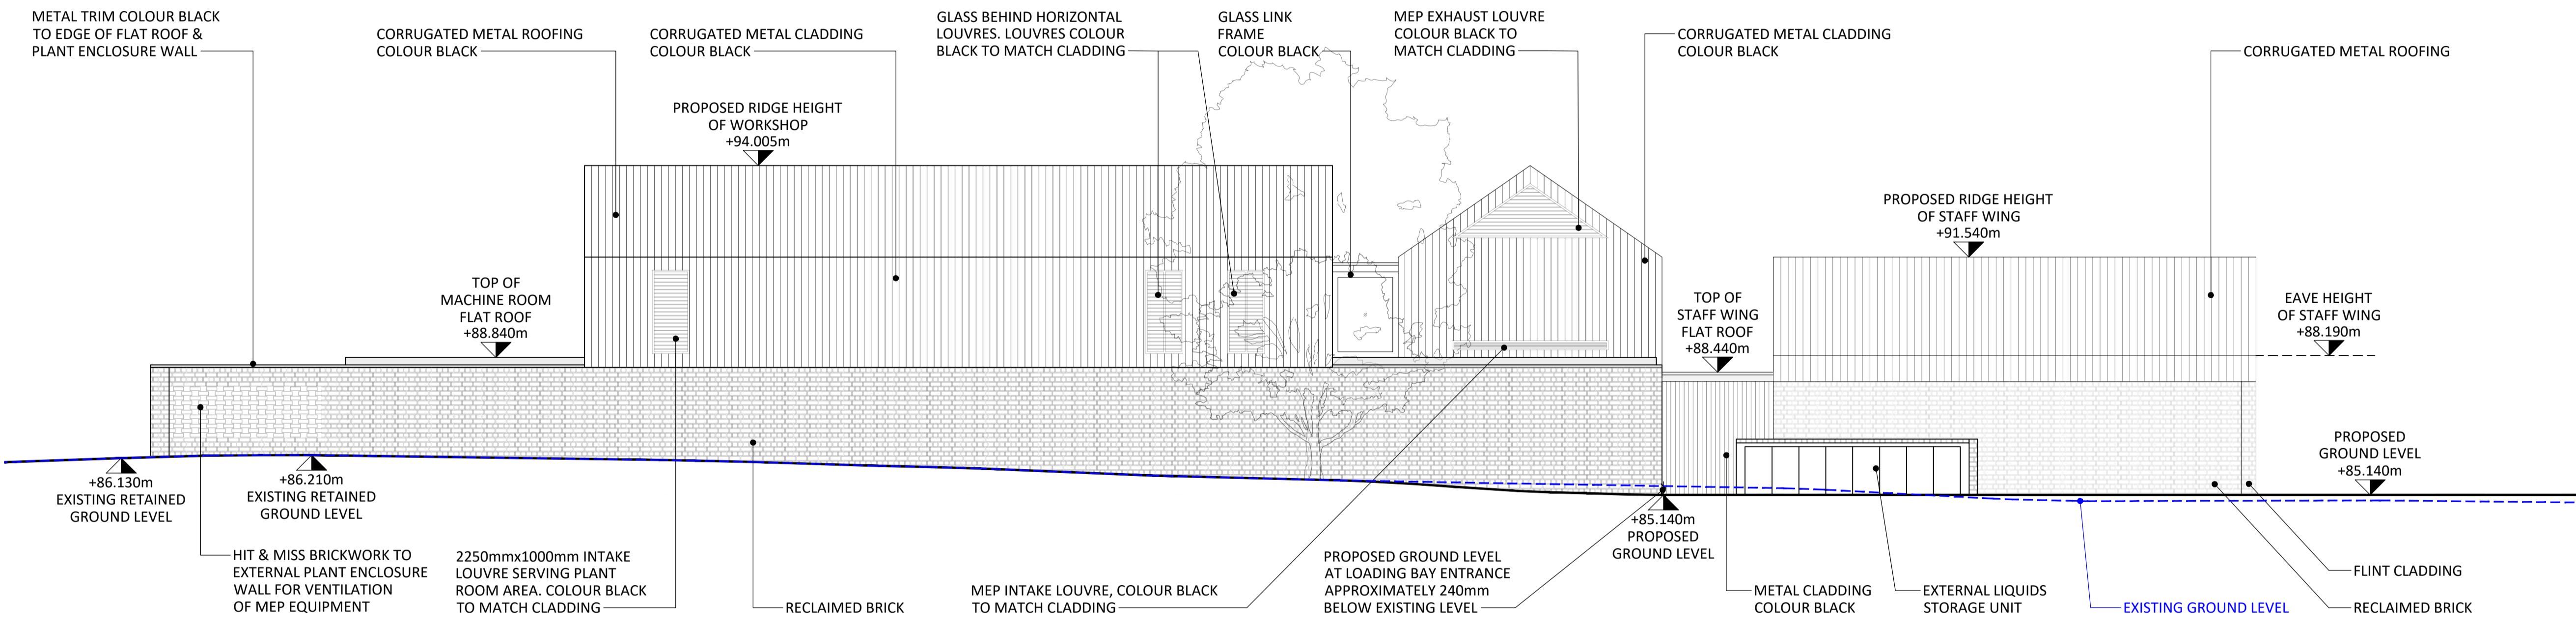 METAL TRIM COLOUR BLACK
TO EDGE OF FLAT ROOF &
PLANT ENCLOSURE WALL
CORRUGATED METAL ROOFING
COLOUR BLACK
CORRUGATED METAL CLADDING
COLOUR BLACK
GLASS BEHIND HORIZONTAL
LOUVRES. LOUVRES COLOUR
BLACK TO MATCH CLADDING
GLASS LINK
FRAME
COLOUR BLACK
MEP EXHAUST LOUVRE
COLOUR BLACK TO
MATCH CLADDING
CORRUGATED METAL CLADDING
COLOUR BLACK
CORRUGATED METAL ROOFING
PROPOSED RIDGE HEIGHT
OF WORKSHOP
+94.005m
PROPOSED RIDGE HEIGHT
OF STAFF WING
+91.540m
TOP OF
MACHINE ROOM
FLAT ROOF
+88.840m
TOP OF
STAFF WING
FLAT ROOF
+88.440m
EAVE HEIGHT
OF STAFF WING
+88.190m
PROPOSED
GROUND LEVEL
+85.140m
+86.130m
EXISTING RETAINED
GROUND LEVEL
+86.210m
EXISTING RETAINED
GROUND LEVEL
+85.140m
PROPOSED
GROUND LEVEL
HIT & MISS BRICKWORK TO
EXTERNAL PLANT ENCLOSURE
WALL FOR VENTILATION
OF MEP EQUIPMENT
2250mmx1000mm INTAKE
LOUVRE SERVING PLANT
ROOM AREA. COLOUR BLACK
TO MATCH CLADDING
RECLAIMED BRICK
MEP INTAKE LOUVRE, COLOUR BLACK
TO MATCH CLADDING
PROPOSED GROUND LEVEL
AT LOADING BAY ENTRANCE
APPROXIMATELY 240mm
BELOW EXISTING LEVEL
METAL CLADDING
COLOUR BLACK
EXTERNAL LIQUIDS
STORAGE UNIT
EXISTING GROUND LEVEL
FLINT CLADDING
RECLAIMED BRICK